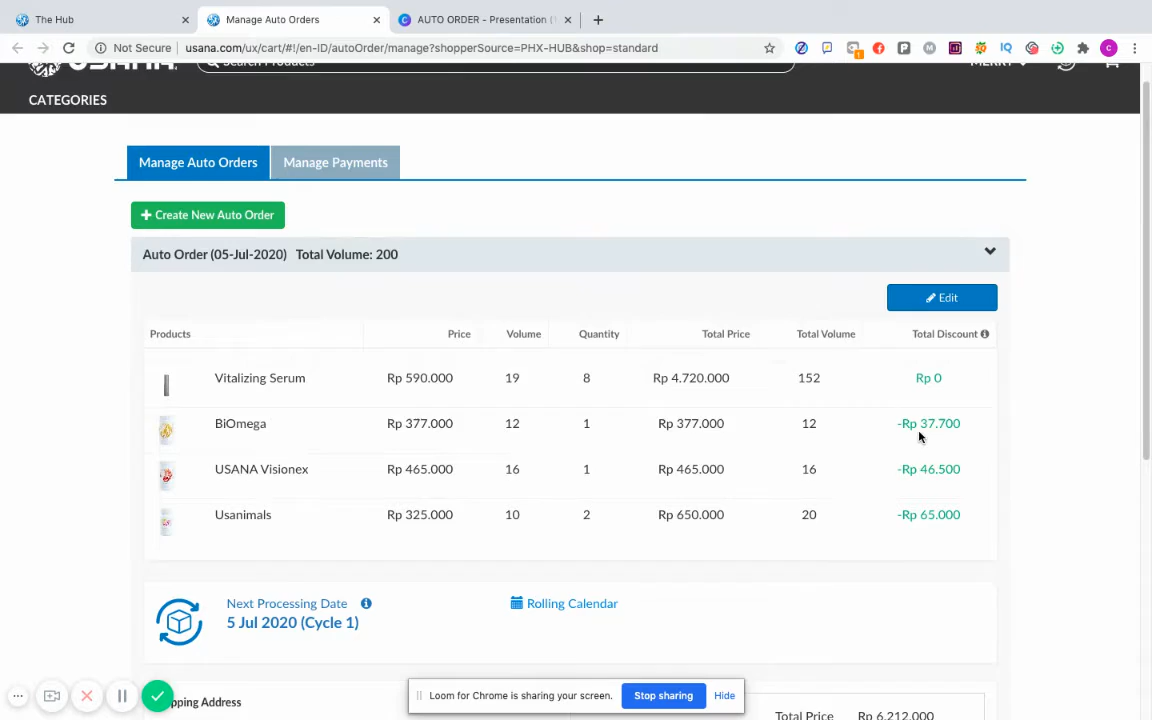 The Hub
Manage Auto Orders
AUTO ORDER - Presentation (
Not Secure
usana.com/ux/cart/#!/en-ID/autoOrder/manage?shopperSource=PHX-HUB&shop=standard
USANA
Search Products
MERRY
CATEGORIES
Manage Auto Orders
Manage Payments
+ Create New Auto Order
Auto Order (05-Jul-2020) Total Volume: 200
Edit
Products Price Volume Quantity Total Price Total Volume Total Discount
Vitalizing Serum Rp 590.000 19 8 Rp 4.720.000 152 Rp 0
BiOmega Rp 377.000 12 1 Rp 377.000 12 -Rp 37.700
USANA Visionex Rp 465.000 16 1 Rp 465.000 16 -Rp 46.500
Usanimals Rp 325.000 10 2 Rp 650.000 20 -Rp 65.000
Next Processing Date
Rolling Calendar
5 Jul 2020 (Cycle 1)
Loom for Chrome is sharing your screen.
Stop sharing
Hide
pping Address
Total Price Rp 6.212.000